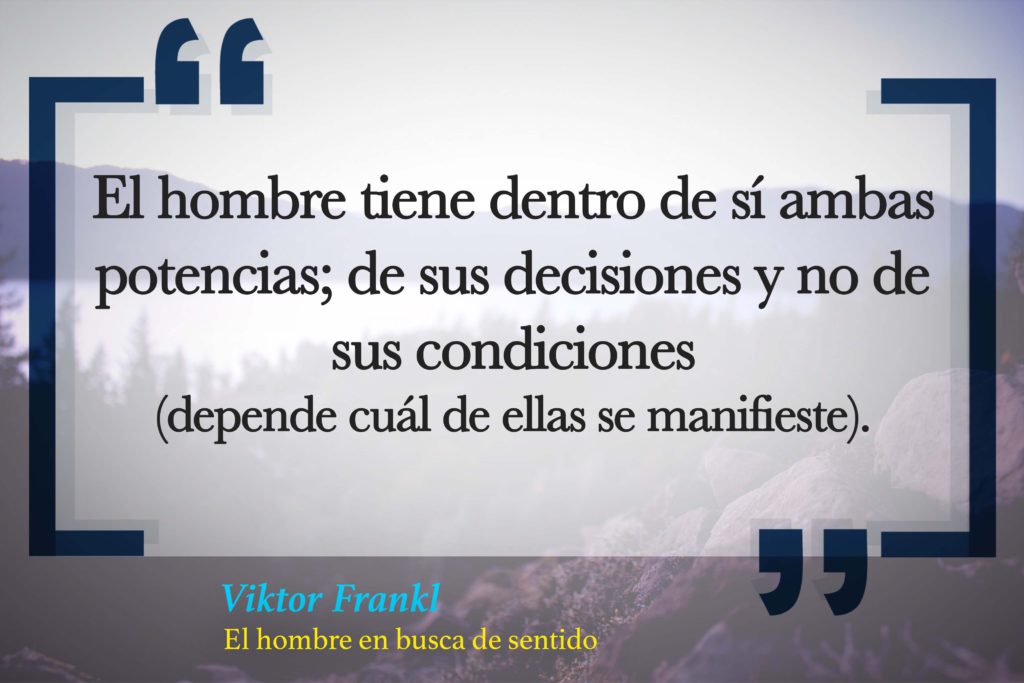 “
El hombre tiene dentro de sí ambas
potencias; de sus decisiones y no de
sus condiciones
(depende cuál de ellas se manifieste).
”
Viktor Frankl
El hombre en busca de sentido